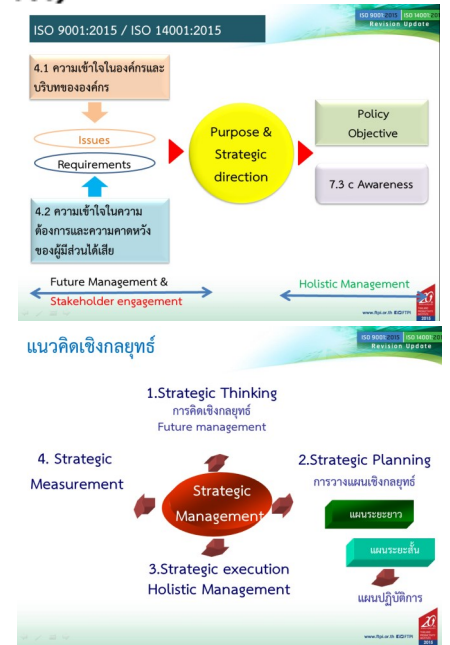 ISO 9001:2015 / ISO 14001:2015
ISO 9001:2015 ISO 14001:
Revision Update
4.1 ความเข้าใจในองค์กรและ
บริบทขององค์กร
Issues
Requirements
4.2 ความเข้าใจในความ
ต้องการและความคาดหวัง
ของผู้มีส่วนได้เสีย
Purpose &
Strategic
direction
Policy
Objective
7.3 c Awareness
Future Management &
Stakeholder engagement
Holistic Management
www.ftpi.or.th
2015
แนวคิดเชิงกลยุทธ์
ISO 9001:2015 ISO 14001:
Revision Update
1.Strategic Thinking
การคิดเชิงกลยุทธ์
Future management
4. Strategic
Measurement
Strategic
Management
2.Strategic Planning
การวางแผนเชิงกลยุทธ์
แผนระยะยาว
แผนระยะสั้น
แผนปฏิบัติการ
3.Strategic execution
Holistic Management
www.ftpi.or.th
2015